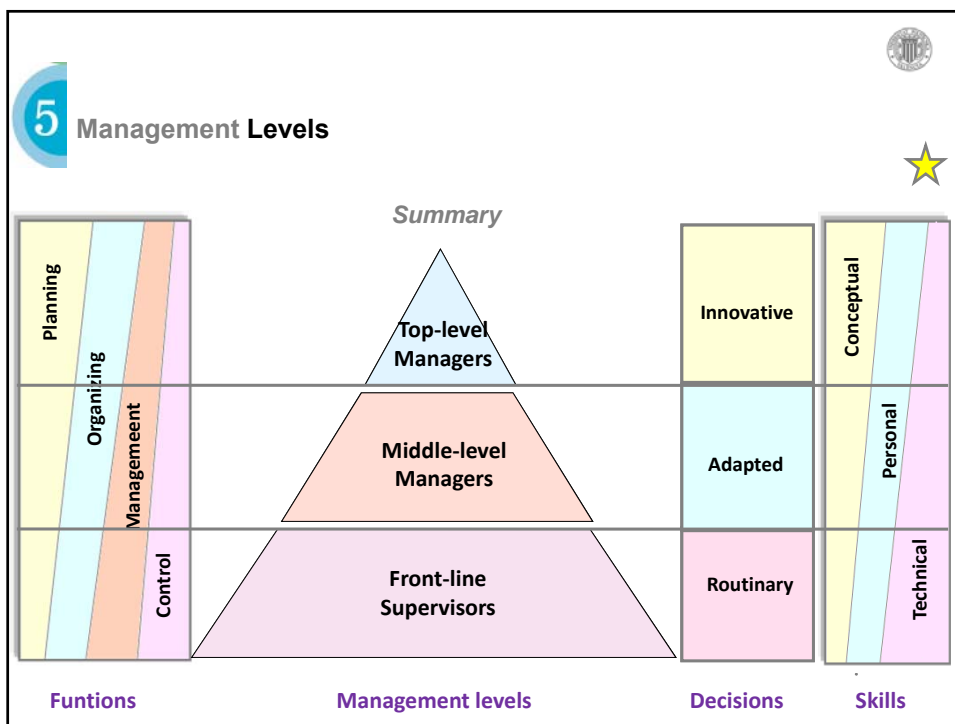 5
Management Levels
Summary
Planning
Organizing
Managemeent
Control
Top-level
Managers
Middle-level
Managers
Front-line
Supervisors
Innovative
Adapted
Routinary
Conceptual
Personal
Technical
Funtions
Management levels
Decisions
Skills